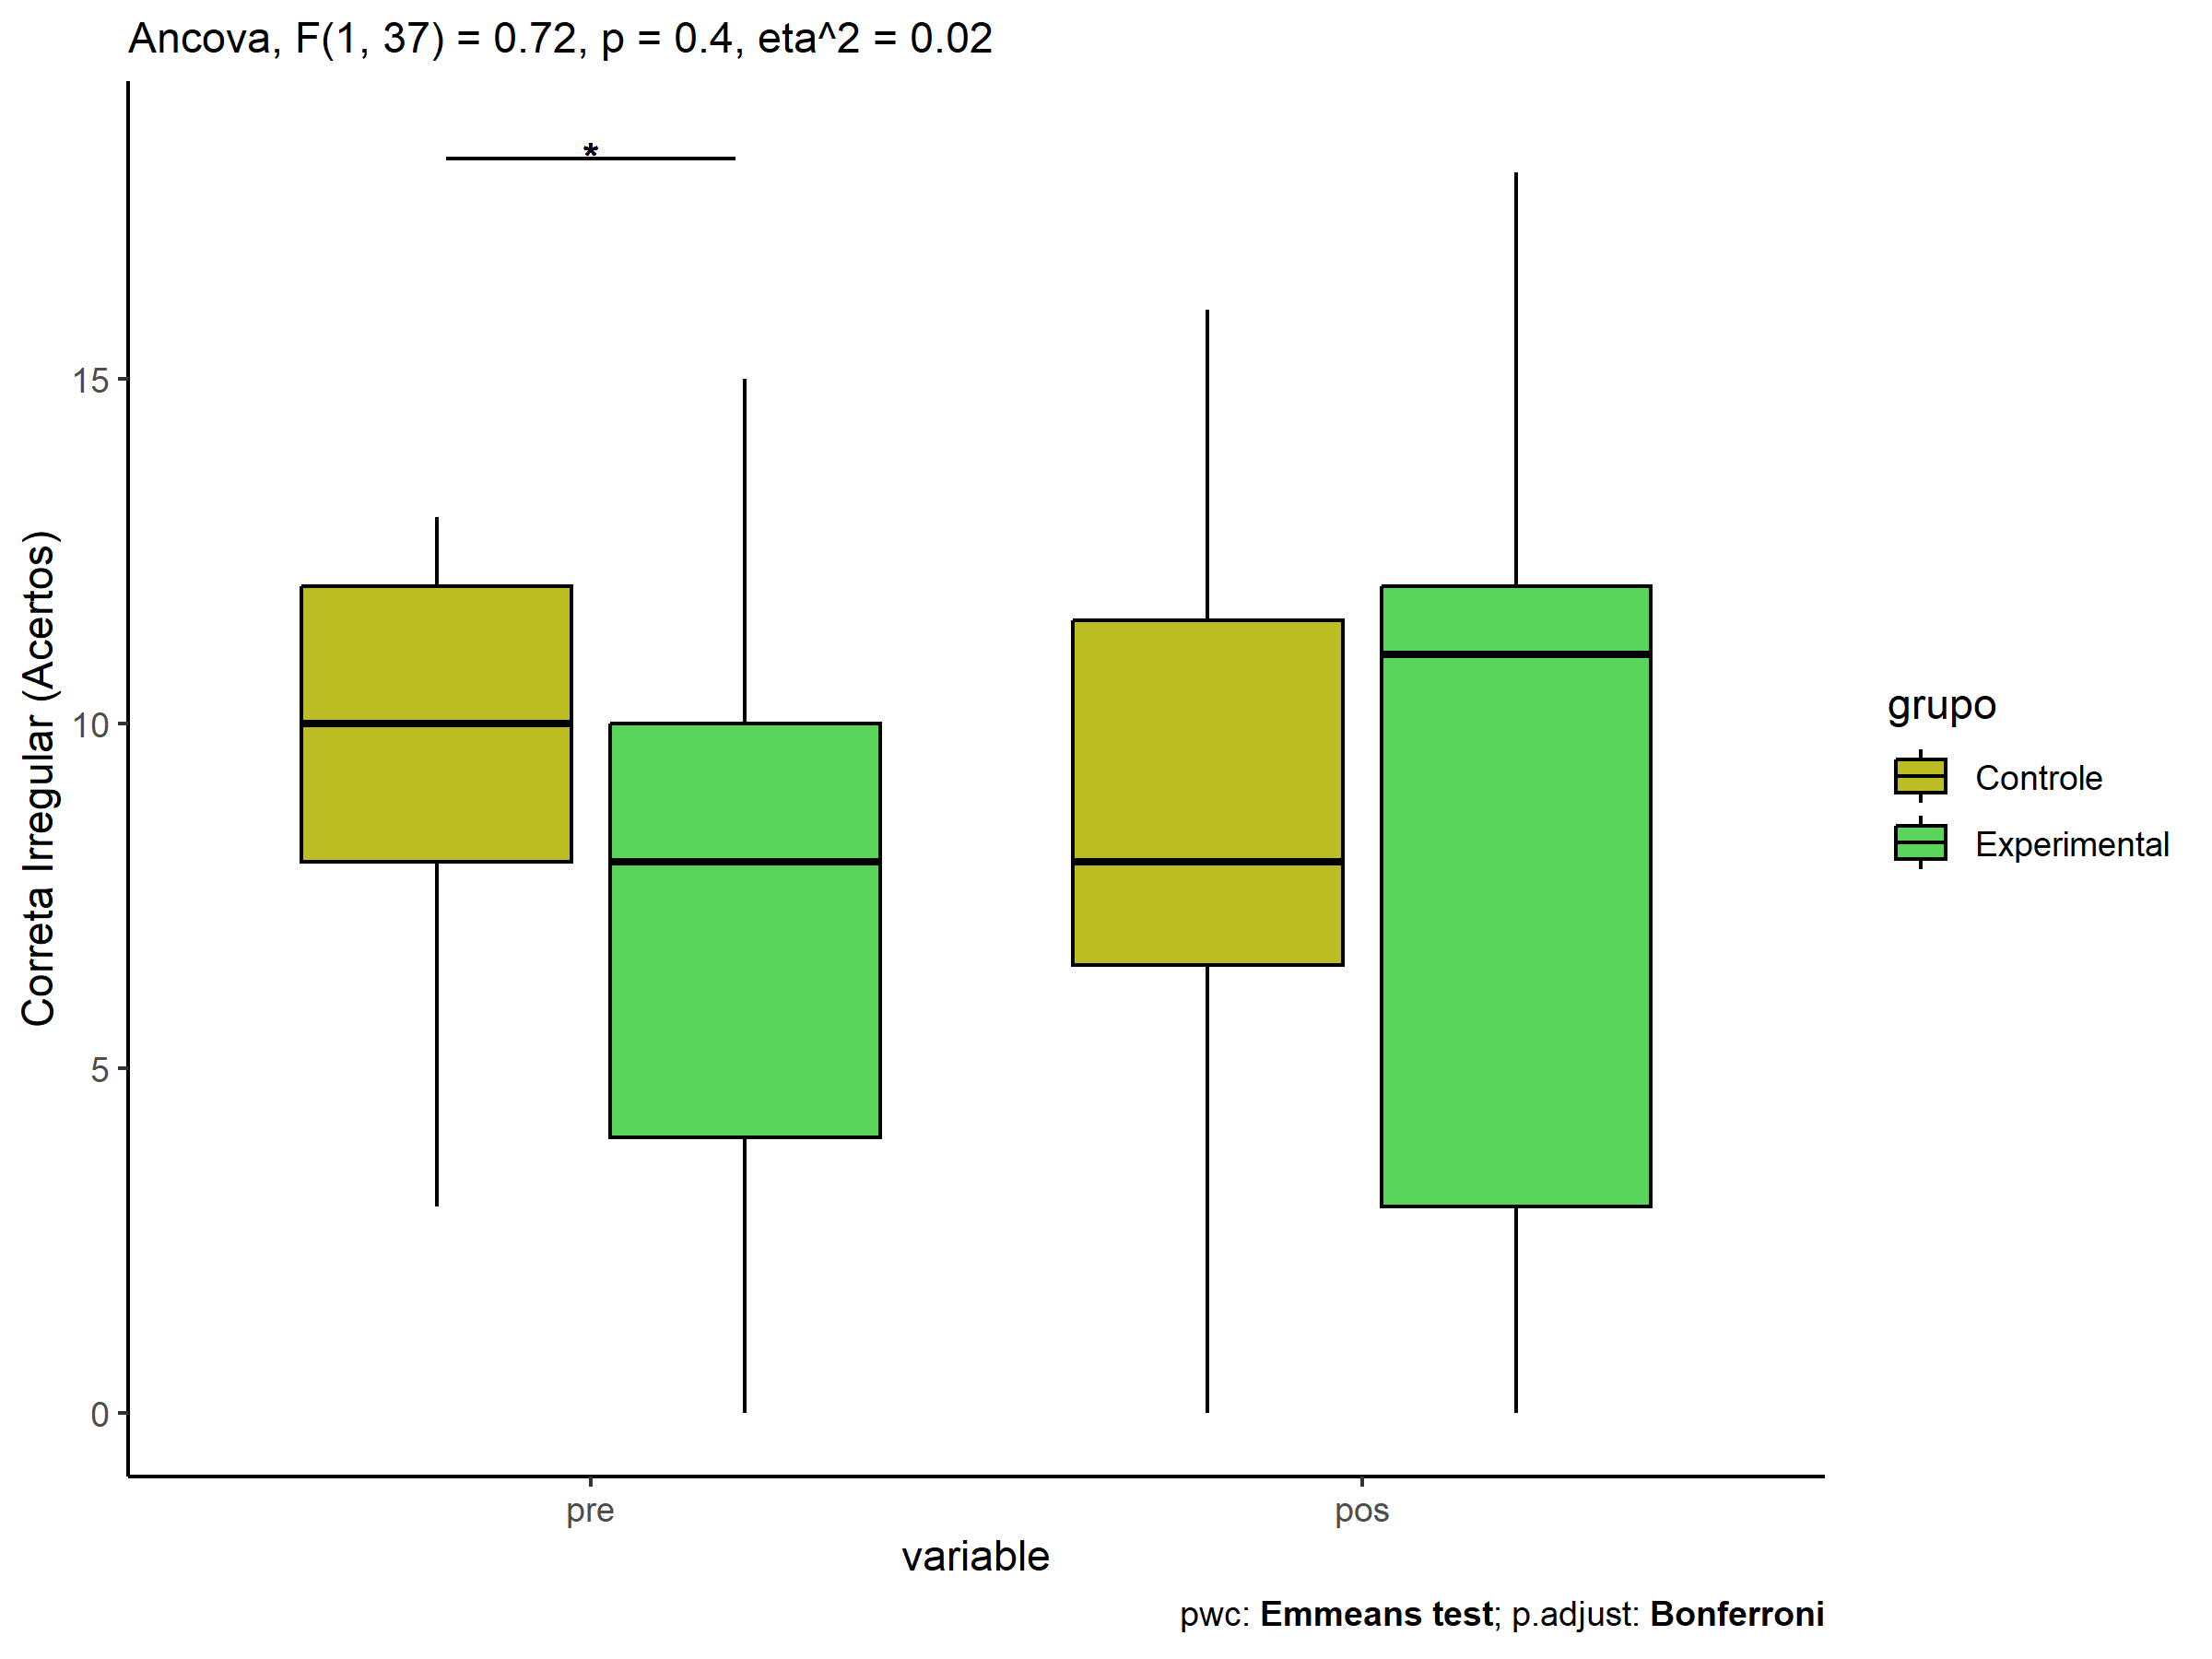 Ancova, F(1, 37) = 0.72, p = 0.4, eta^2 = 0.02
*
Correta Irregular (Acertos)
15
10
5
0
pre
pos
variable
grupo
Controle
Experimental
pwc: Emmeans test; p.adjust: Bonferroni